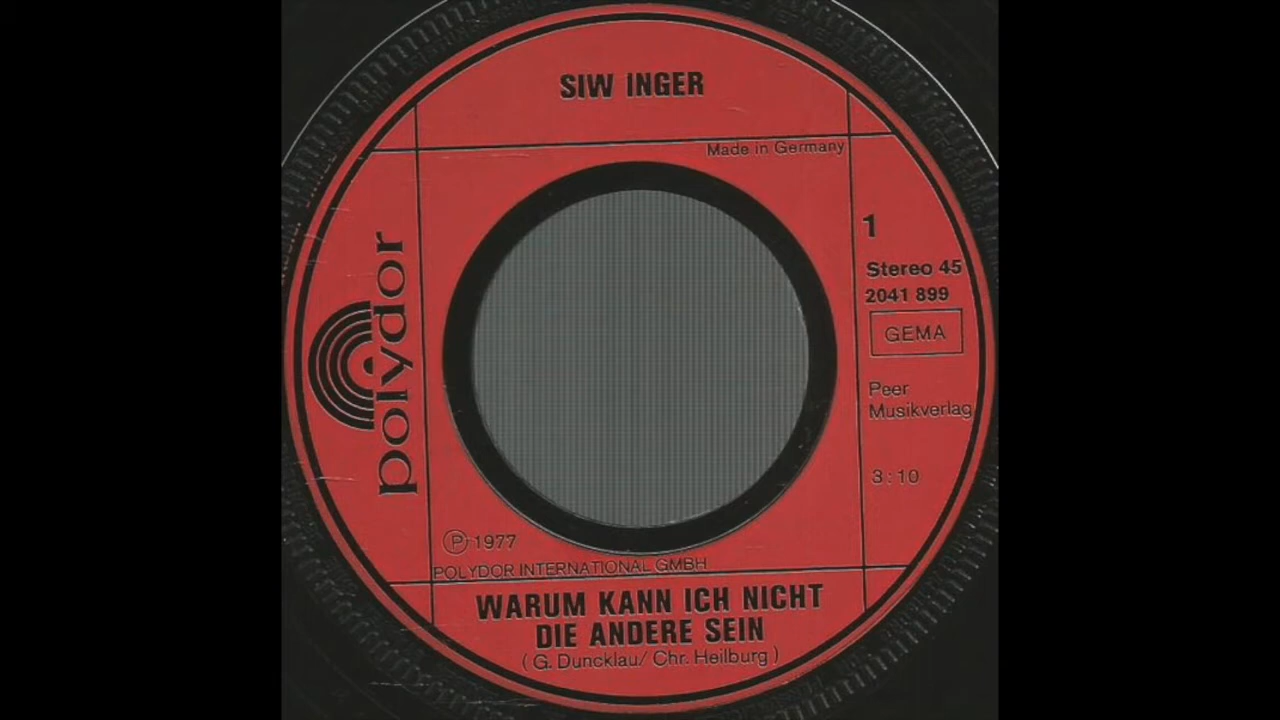 SIW INGER
Made in Germany
polydor
1
Stereo 45
2041 899
GEMA
Peer
Musikverlag
3:10
Ⓟ 1977
POLYDOR INTERNATIONAL GMBH
WARUM KANN ICH NICHT
DIE ANDERE SEIN
( G. Duncklau/ Chr. Heilburg )